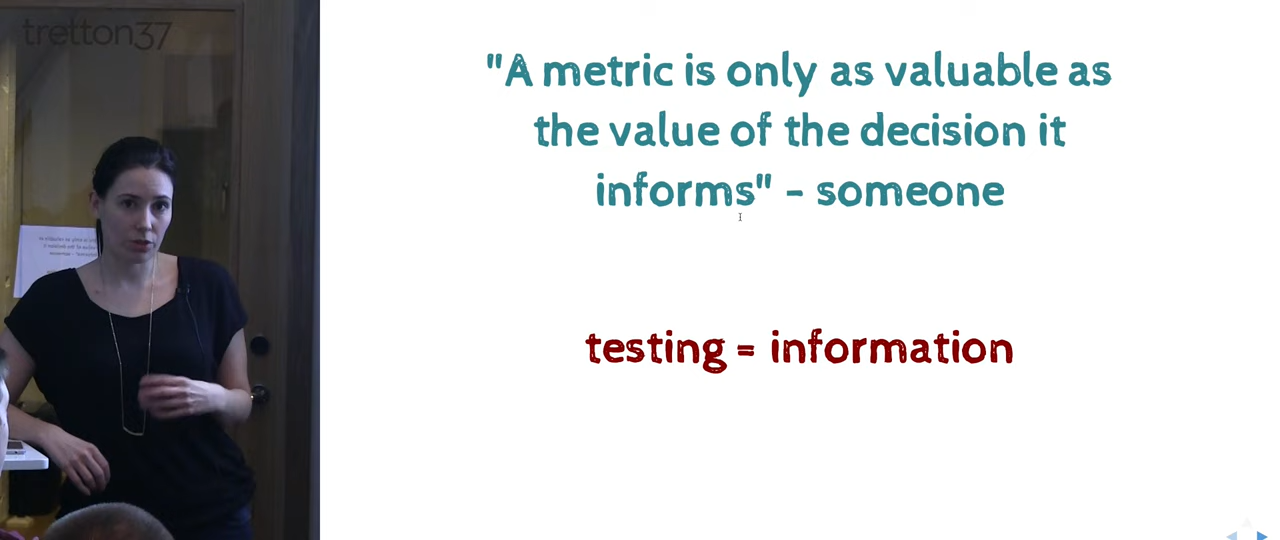 tretton37
"A metric is only as valuable as
the value of the decision it
informs" - someone
testing = information